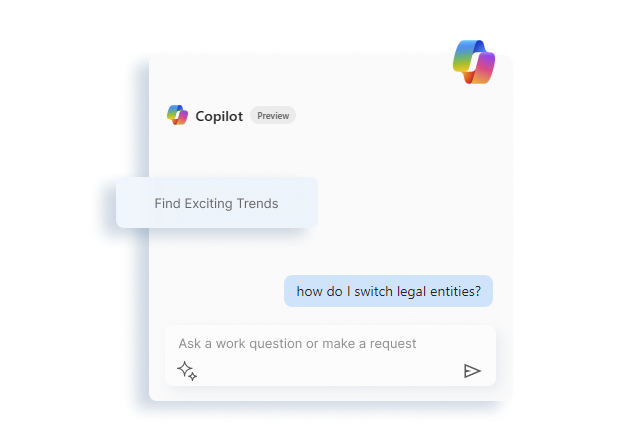 Copilot Preview
Find Exciting Trends
how do I switch legal entities?
Ask a work question or make a request